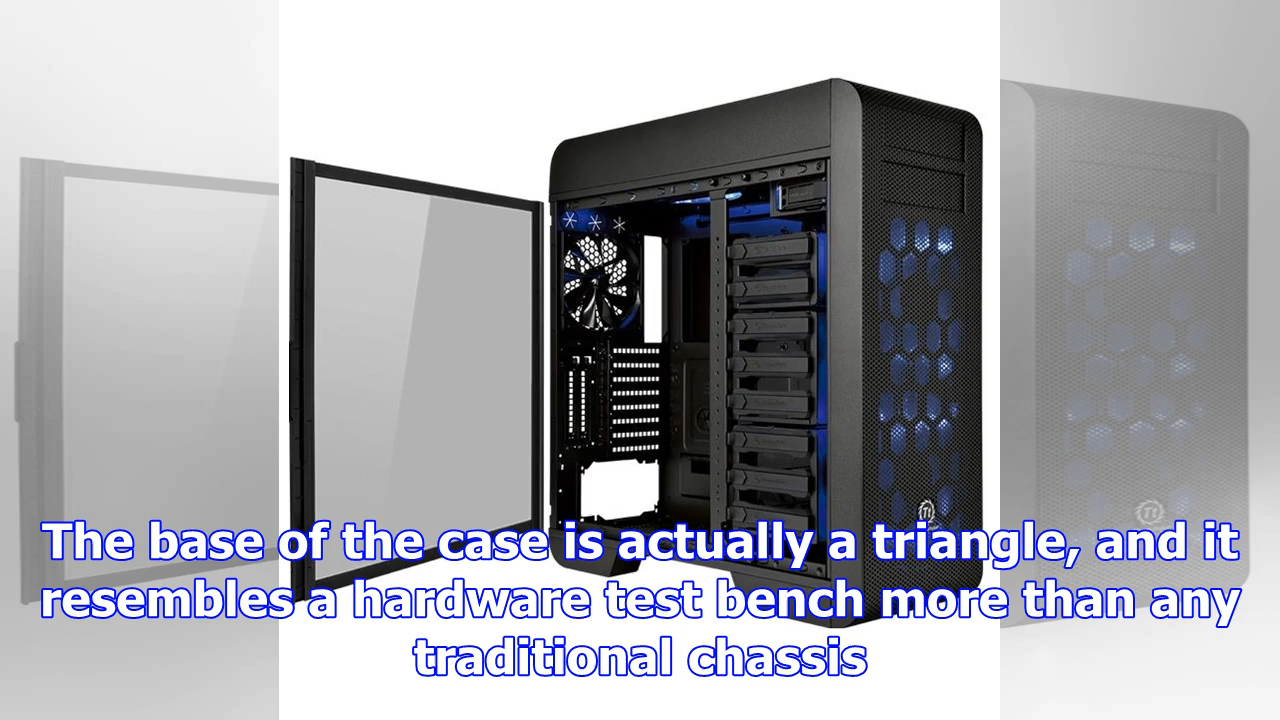 The base of the case is actually a triangle, and it
resembles a hardware test bench more than any
traditional chassis